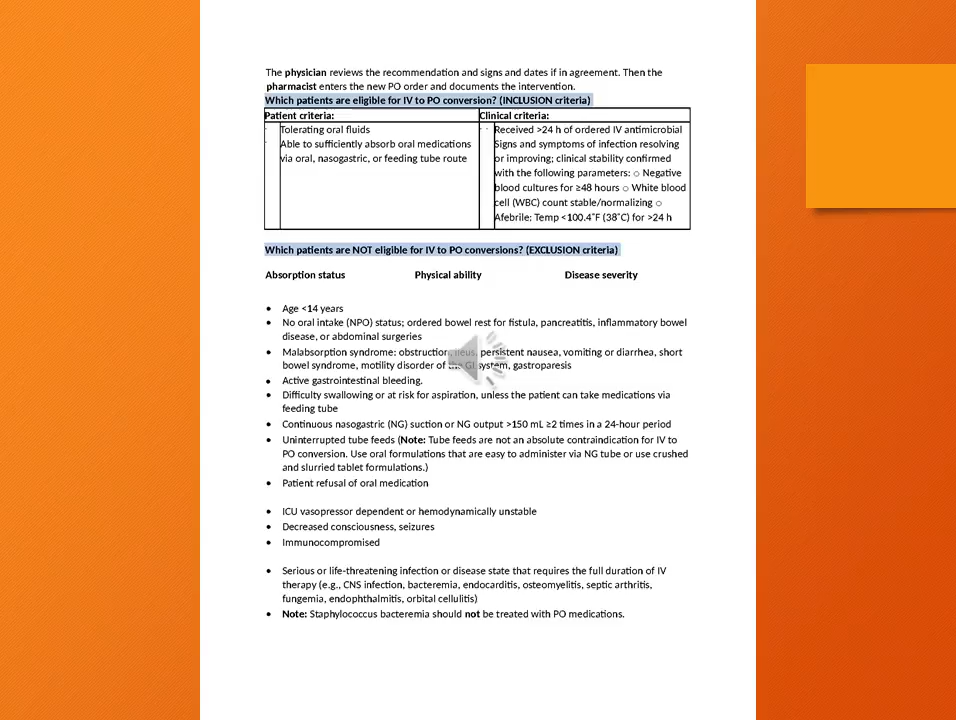 The physician reviews the recommendation and signs and dates if in agreement. Then the
pharmacist enters the new PO order and documents the intervention.
Which patients are eligible for IV to PO conversion? (INCLUSION criteria)
Patient criteria:
Tolerating oral fluids
Able to sufficiently absorb oral medications
via oral, nasogastric, or feeding tube route
Clinical criteria:
Received >24 h of ordered IV antimicrobial
Signs and symptoms of infection resolving
or improving; clinical stability confirmed
with the following parameters: ○ Negative
blood cultures for ≥48 hours ○ White blood
cell (WBC) count stable/normalizing ○
Afebrile: Temp <100.4˚F (38˚C) for >24 h
Which patients are NOT eligible for IV to PO conversions? (EXCLUSION criteria)
Absorption status Physical ability Disease severity
• Age <14 years
• No oral intake (NPO) status; ordered bowel rest for fistula, pancreatitis, inflammatory bowel
disease, or abdominal surgeries
• Malabsorption syndrome: obstruction, ileus, persistent nausea, vomiting or diarrhea, short
bowel syndrome, motility disorder of the GI system, gastroparesis
• Active gastrointestinal bleeding.
• Difficulty swallowing or at risk for aspiration, unless the patient can take medications via
feeding tube
• Continuous nasogastric (NG) suction or NG output >150 mL ≥2 times in a 24-hour period
• Uninterrupted tube feeds (Note: Tube feeds are not an absolute contraindication for IV to
PO conversion. Use oral formulations that are easy to administer via NG tube or use crushed
and slurried tablet formulations.)
• Patient refusal of oral medication
• ICU vasopressor dependent or hemodynamically unstable
• Decreased consciousness, seizures
• Immunocompromised
• Serious or life-threatening infection or disease state that requires the full duration of IV
therapy (e.g., CNS infection, bacteremia, endocarditis, osteomyelitis, septic arthritis,
fungemia, endophthalmitis, orbital cellulitis)
• Note: Staphylococcus bacteremia should not be treated with PO medications.